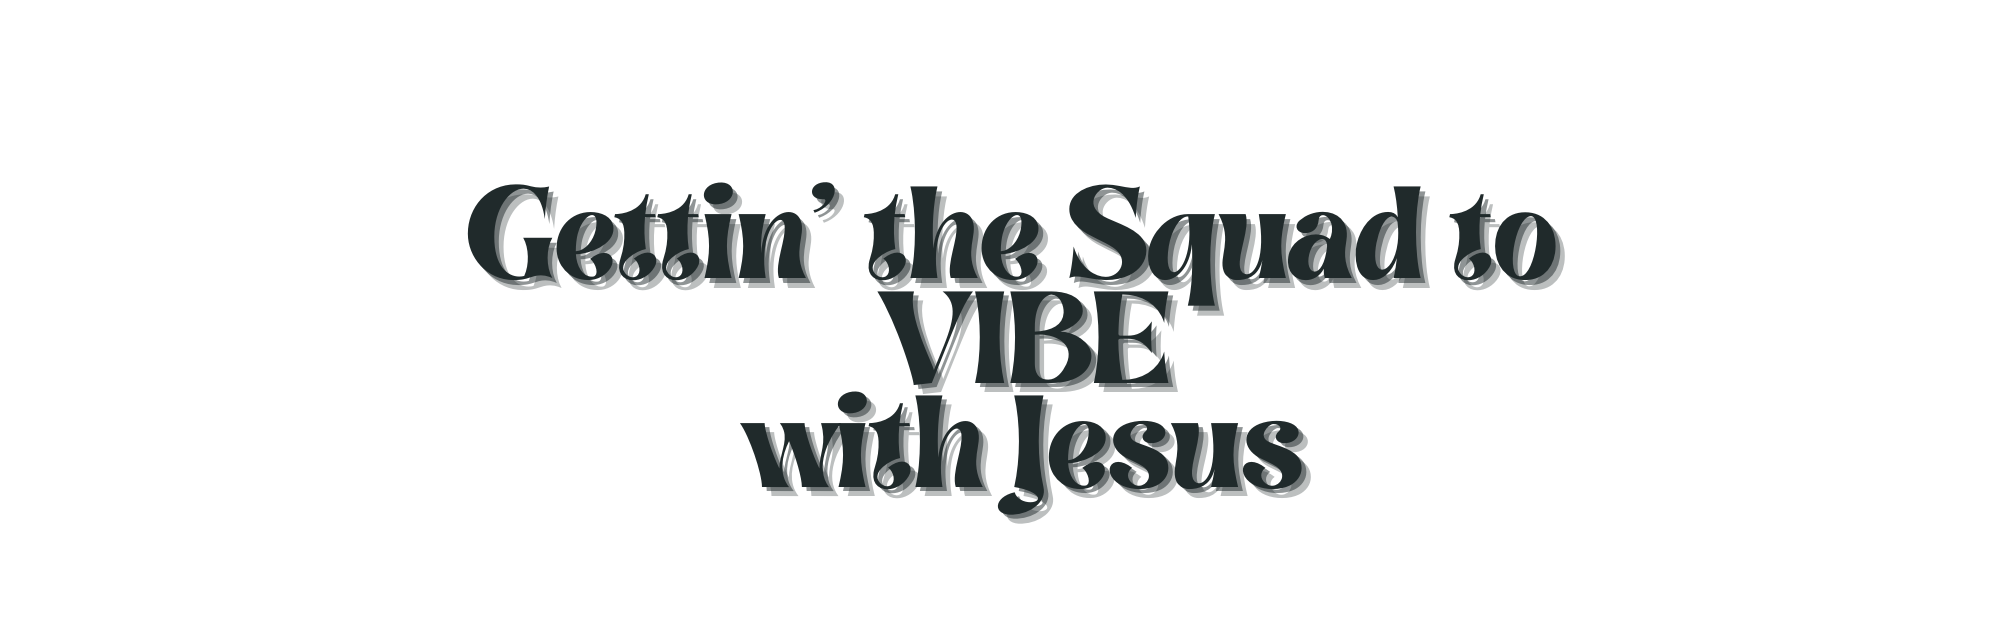 Gettin’ the Squad to
VIBE
with Jesus